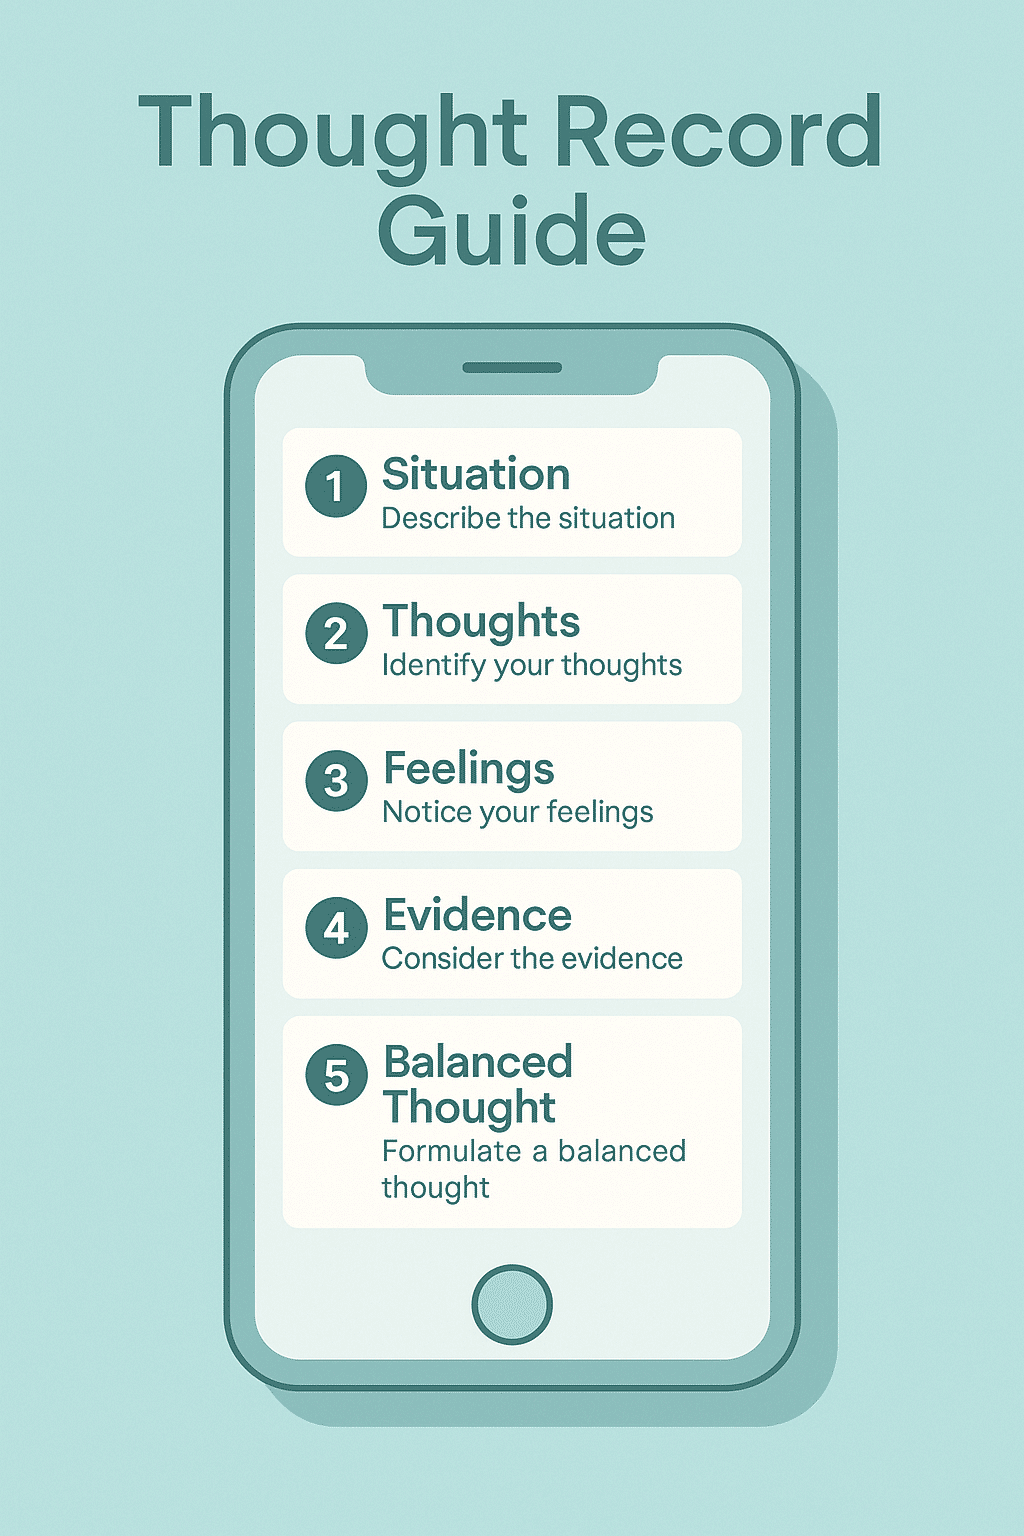 Thought Record
Guide
1
Situation
Describe the situation
2
Thoughts
Identify your thoughts
3
Feelings
Notice your feelings
4
Evidence
Consider the evidence
5
Balanced
Thought
Formulate a balanced
thought